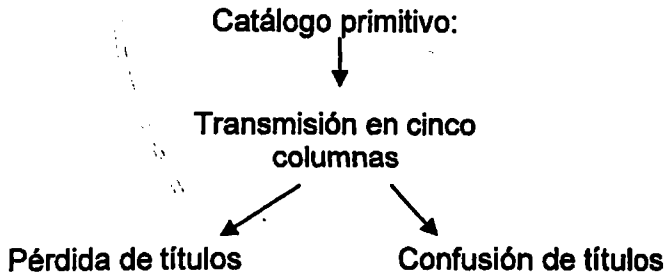 Catálogo primitivo:
Transmisión en cinco
columnas
Pérdida de títulos
Confusión de títulos